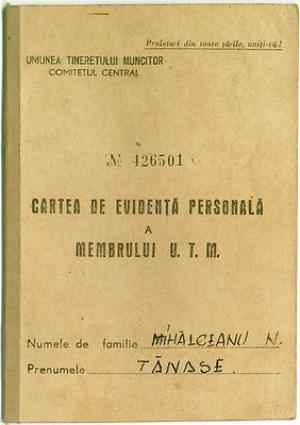 Proletari din toate țările, uniți-vă!
UNIUNEA TINERETULUI MUNCITOR
COMITETUL CENTRAL
№ 426501
CARTEA DE EVIDENȚĂ PERSONALĂ
A
MEMBRULUI U. T. M.
Numele de familie MIHĂLCEANU N.
Prenumele TĂNASE.